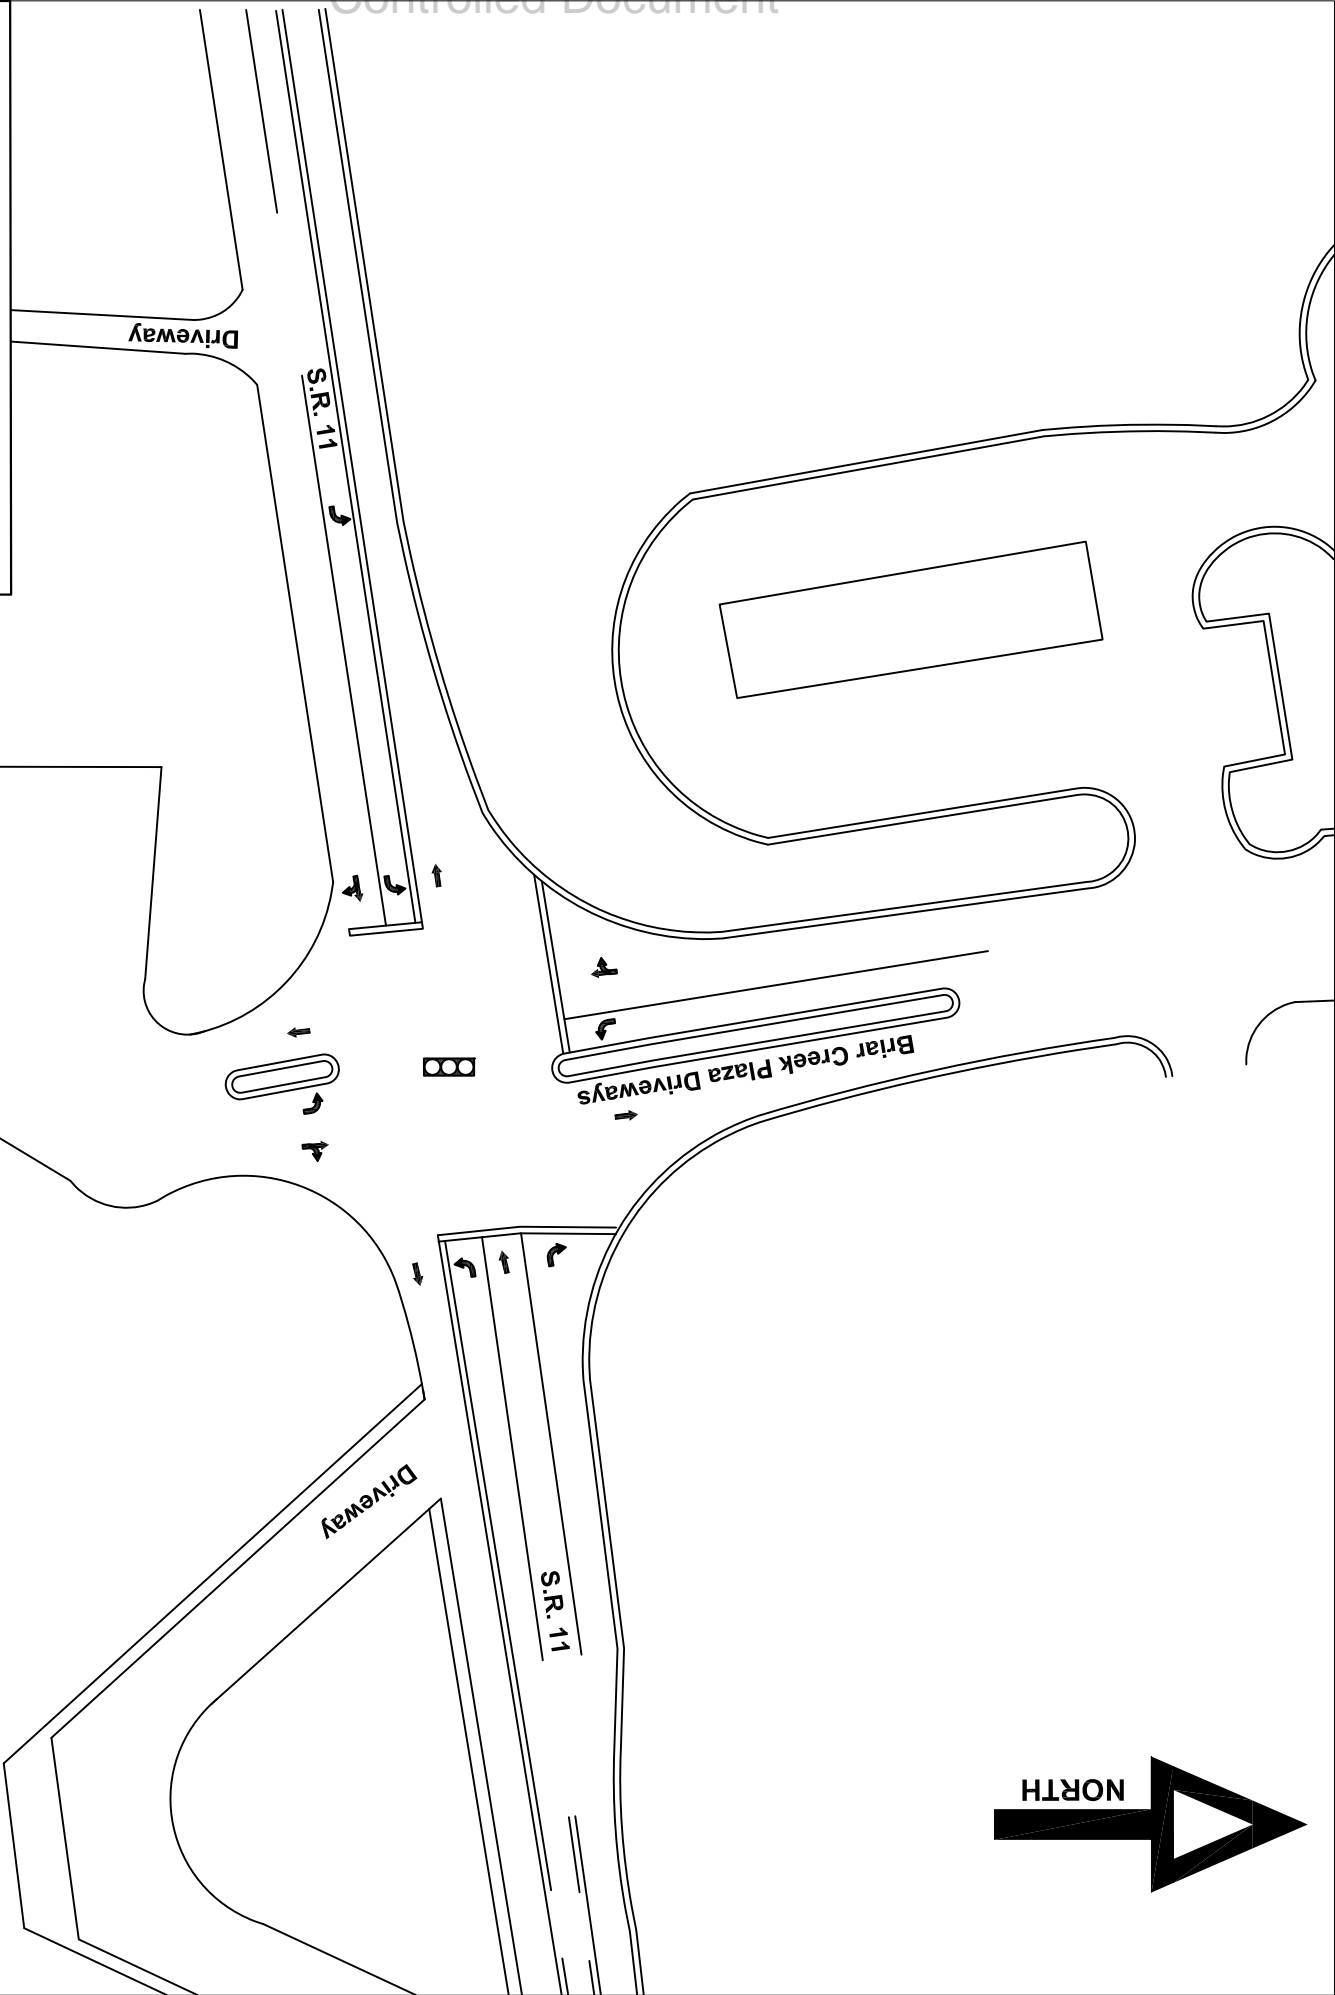 Controlled Document
Driveway
S.R. 11
Briar Creek Plaza Driveways
Driveway
S.R. 11
NORTH